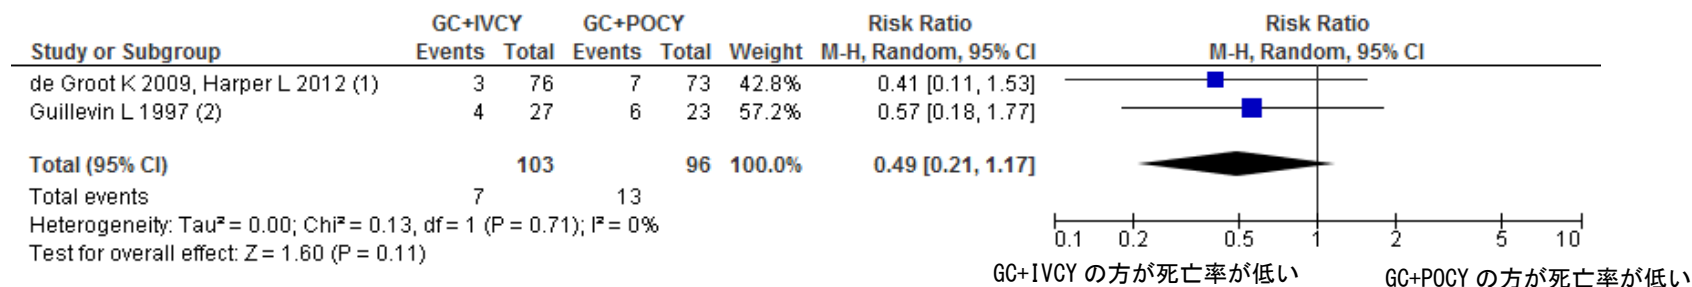 GC+IVCY GC+POCY Risk Ratio Risk Ratio
Study or Subgroup Events Total Events Total Weight M-H, Random, 95% CI M-H, Random, 95% CI
de Groot K 2009, Harper L 2012 (1) 3 76 7 73 42.8% 0.41 [0.11, 1.53]
Guillevin L 1997 (2) 4 27 6 23 57.2% 0.57 [0.18, 1.77]
Total (95% CI) 103 96 100.0% 0.49 [0.21, 1.17]
Total events 7 13
Heterogeneity: Tau² = 0.00; Chi² = 0.13, df = 1 (P = 0.71); I² = 0%
Test for overall effect: Z = 1.60 (P = 0.11)
0.1 0.2 0.5 1 2 5 10
GC+IVCY の方が死亡率が低い GC+POCY の方が死亡率が低い